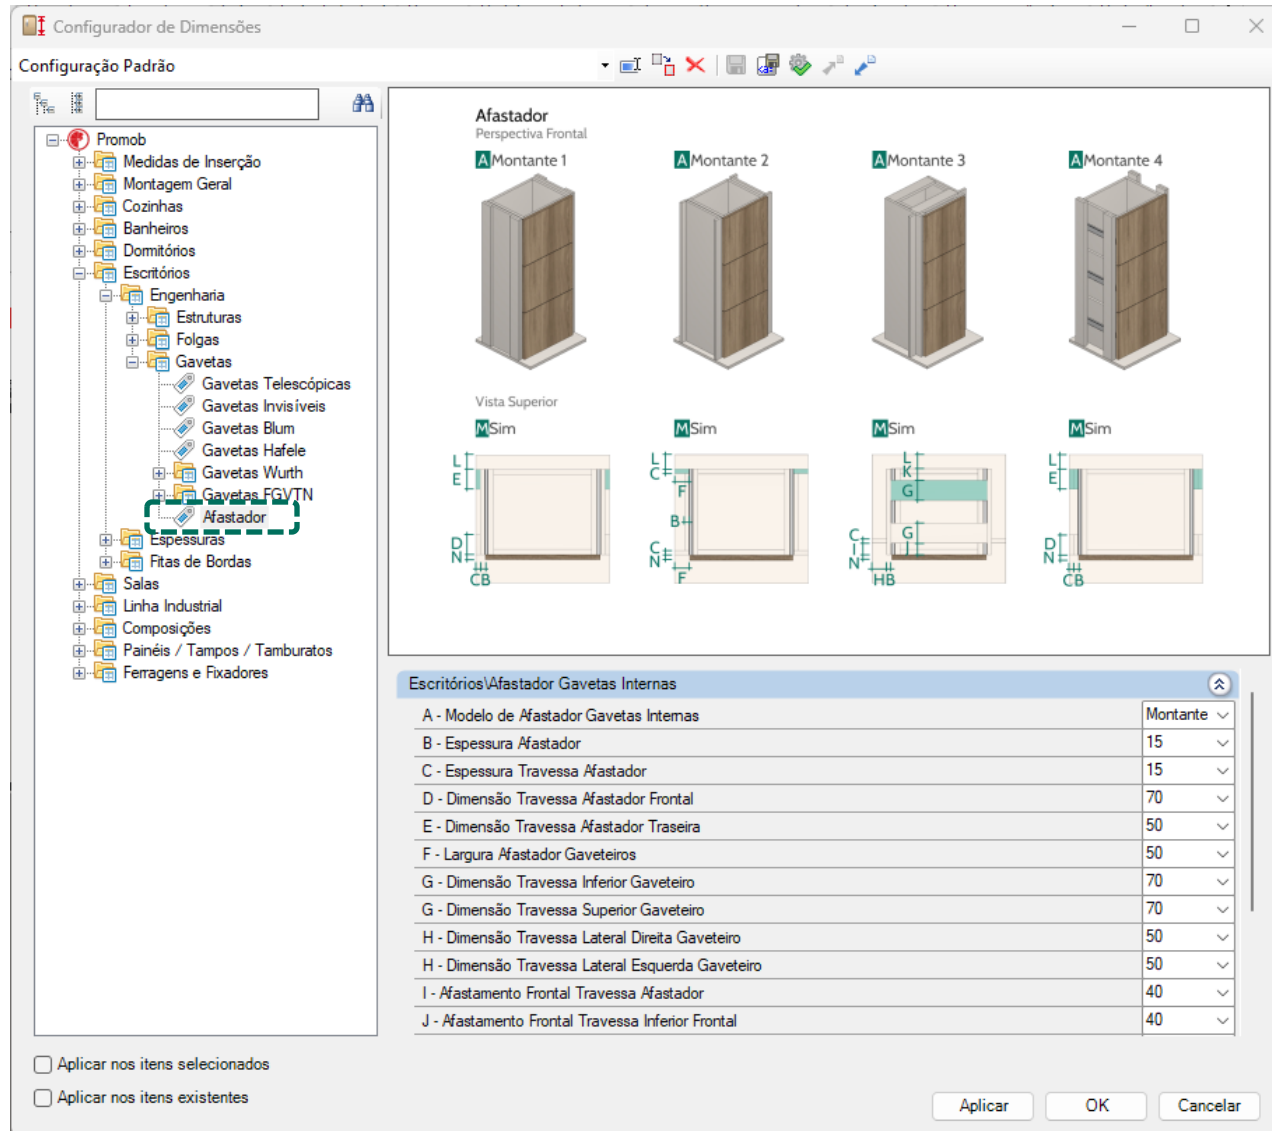 Configurador de Dimensões
Configuração Padrão
Promob
Medidas de Inserção
Montagem Geral
Cozinhas
Banheiros
Dormitórios
Escritórios
Engenharia
Estruturas
Folgas
Gavetas
Gavetas Telescópicas
Gavetas Invisíveis
Gavetas Blum
Gavetas Hafele
Gavetas Wurth
Gavetas FGVTN
Afastador
Espessuras
Fitas de Bordas
Salas
Linha Industrial
Composições
Painéis / Tampos / Tamburatos
Ferragens e Fixadores
Afastador
Perspectiva Frontal
A Montante 1
A Montante 2
A Montante 3
A Montante 4
Vista Superior
M Sim
M Sim
M Sim
M Sim
L
E
D
N
CB
L
C
F
B
C
N
F
L
K
G
G
C
I
J
N
HB
L
E
D
N
CB
Escritórios\Afastador Gavetas Internas
A - Modelo de Afastador Gavetas Internas Montante
B - Espessura Afastador 15
C - Espessura Travessa Afastador 15
D - Dimensão Travessa Afastador Frontal 70
E - Dimensão Travessa Afastador Traseira 50
F - Largura Afastador Gaveteiros 50
G - Dimensão Travessa Inferior Gaveteiro 70
G - Dimensão Travessa Superior Gaveteiro 70
H - Dimensão Travessa Lateral Direita Gaveteiro 50
H - Dimensão Travessa Lateral Esquerda Gaveteiro 50
I - Afastamento Frontal Travessa Afastador 40
J - Afastamento Frontal Travessa Inferior Frontal 40
Aplicar nos itens selecionados
Aplicar nos itens existentes
Aplicar
OK
Cancelar